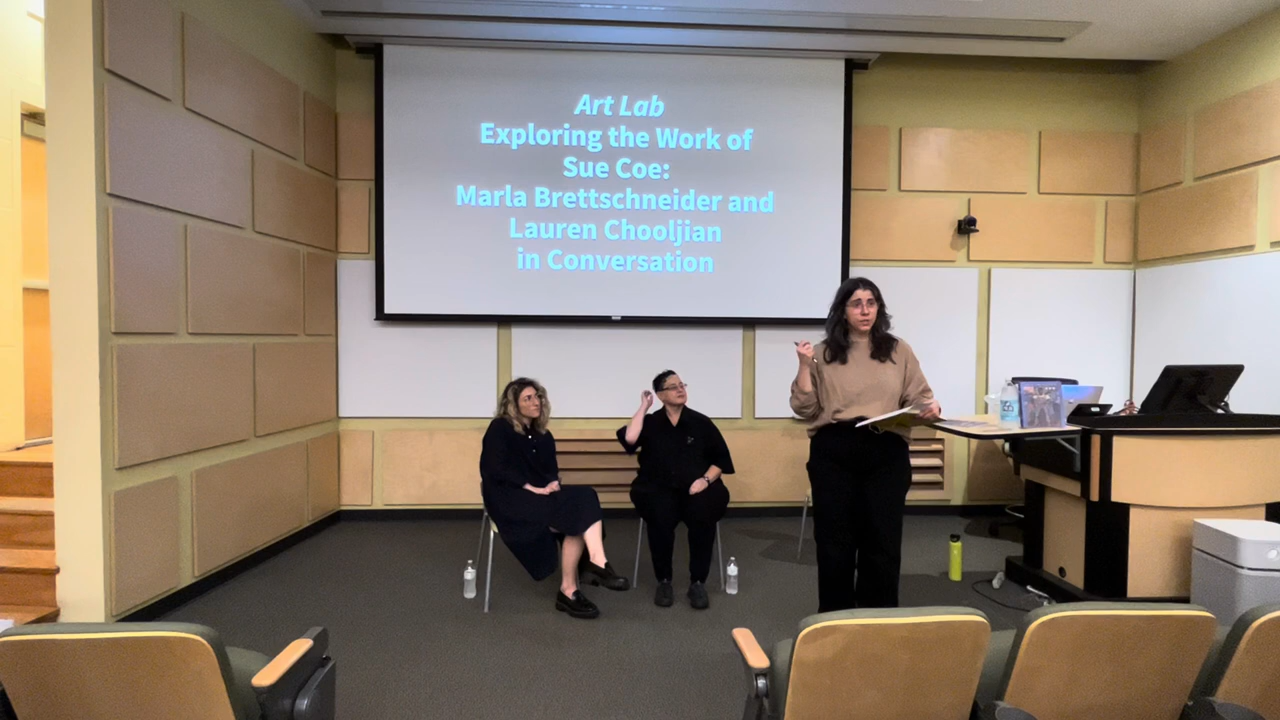 Art Lab
Exploring the Work of
Sue Coe:
Marla Brettschneider and
Lauren Chooljian
in Conversation